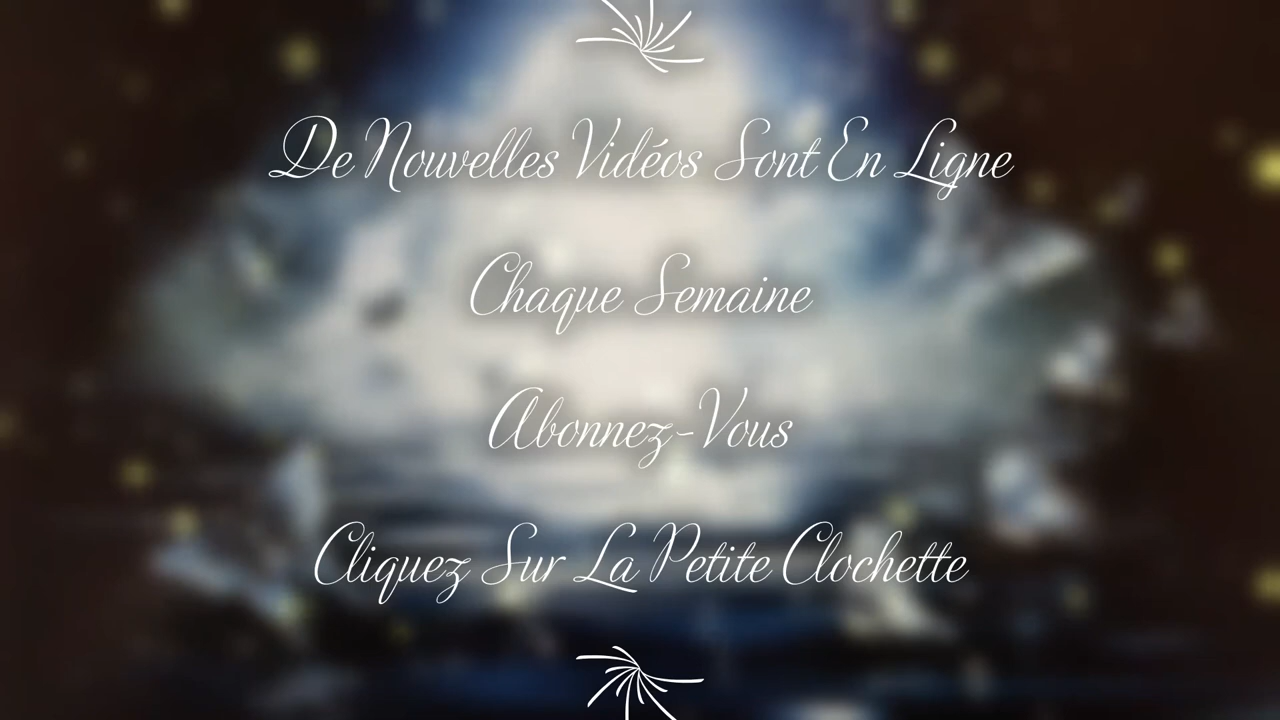 De Nouvelles Vidéos Sont En Ligne
Chaque Semaine
Abonnez-Vous
Cliquez Sur La Petite Clochette